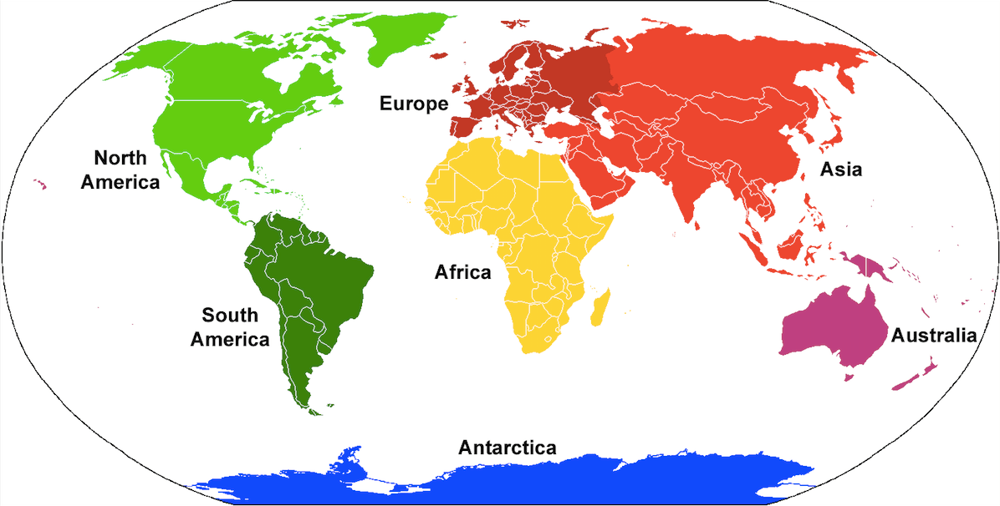 Europe
North
America
Asia
Africa
South
America
Australia
Antarctica